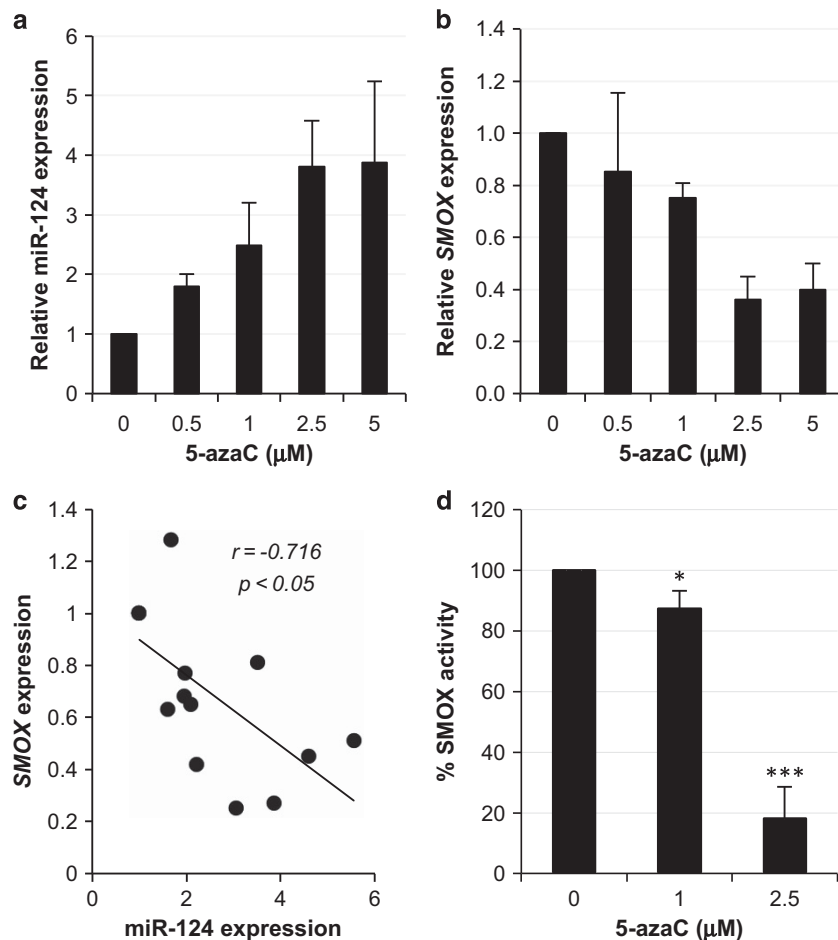 a
Relative miR-124 expression
6
5
4
3
2
1
0
0 0.5 1 2.5 5
5-azaC (μM)
b
Relative SMOX expression
1.4
1.2
1.0
0.8
0.6
0.4
0.2
0.0
0 0.5 1 2.5 5
5-azaC (μM)
c
SMOX expression
1.4
1.2
1
0.8
0.6
0.4
0.2
0
r = -0.716
p < 0.05
0 2 4 6
miR-124 expression
d
% SMOX activity
120
100
80
60
40
20
0
*
***
0 1 2.5
5-azaC (μM)